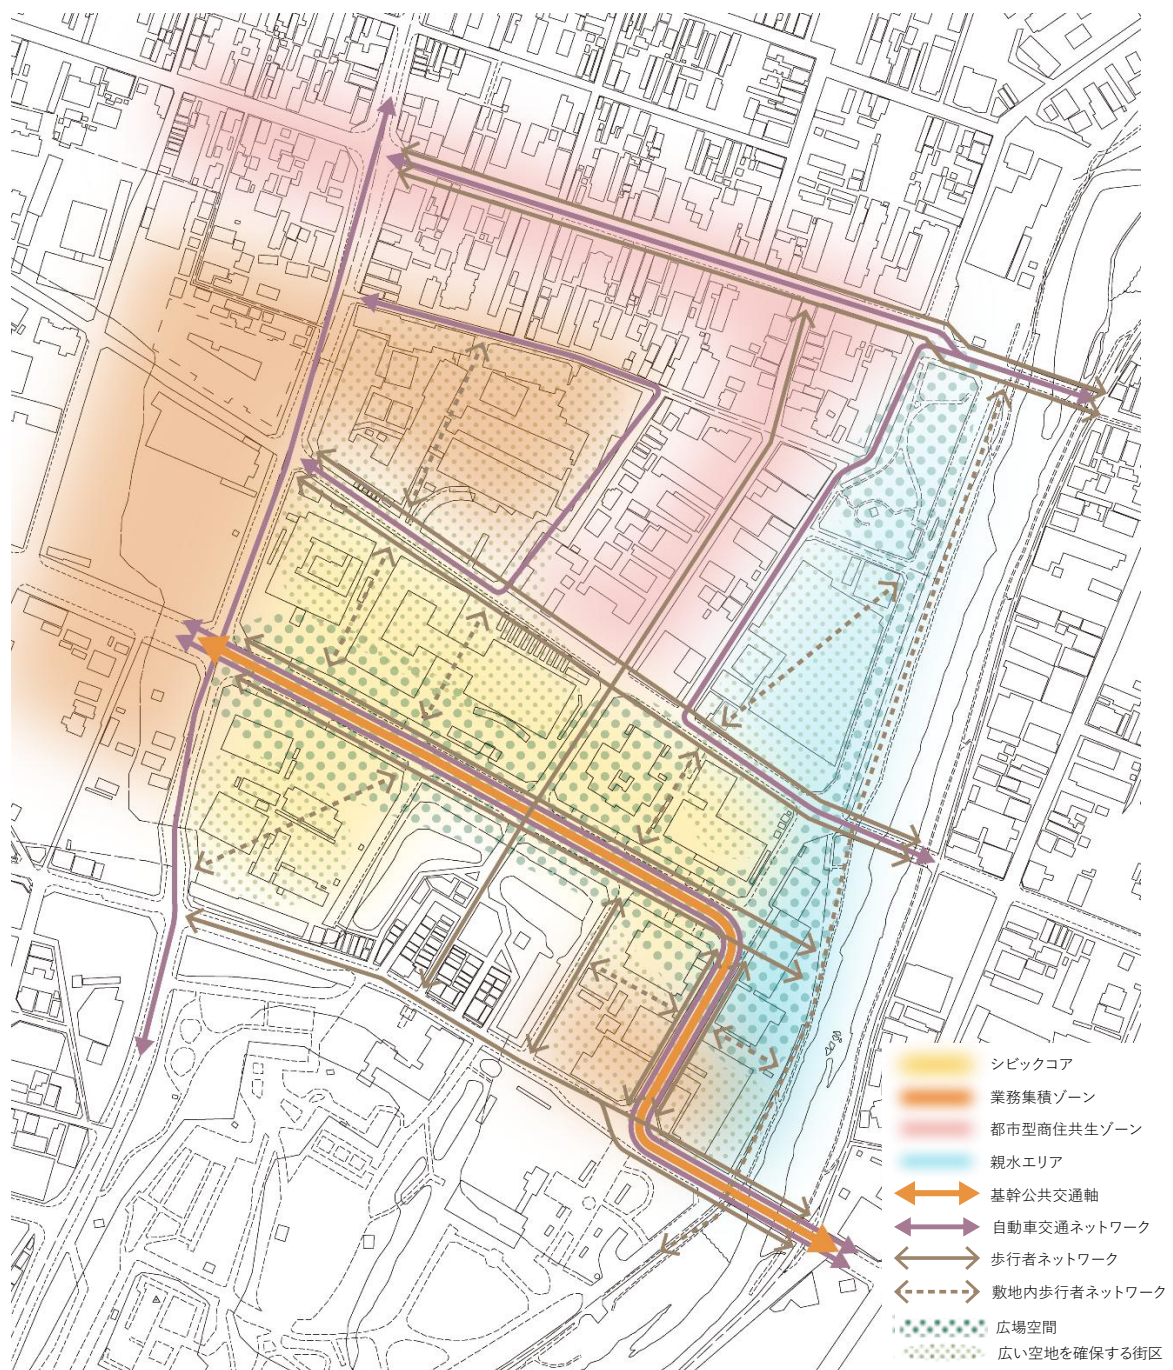 シビックコア
業務集積ゾーン
都市型商住共生ゾーン
親水エリア
基幹公共交通軸
自動車交通ネットワーク
歩行者ネットワーク
敷地内歩行者ネットワーク
広場空間
広い空地を確保する街区